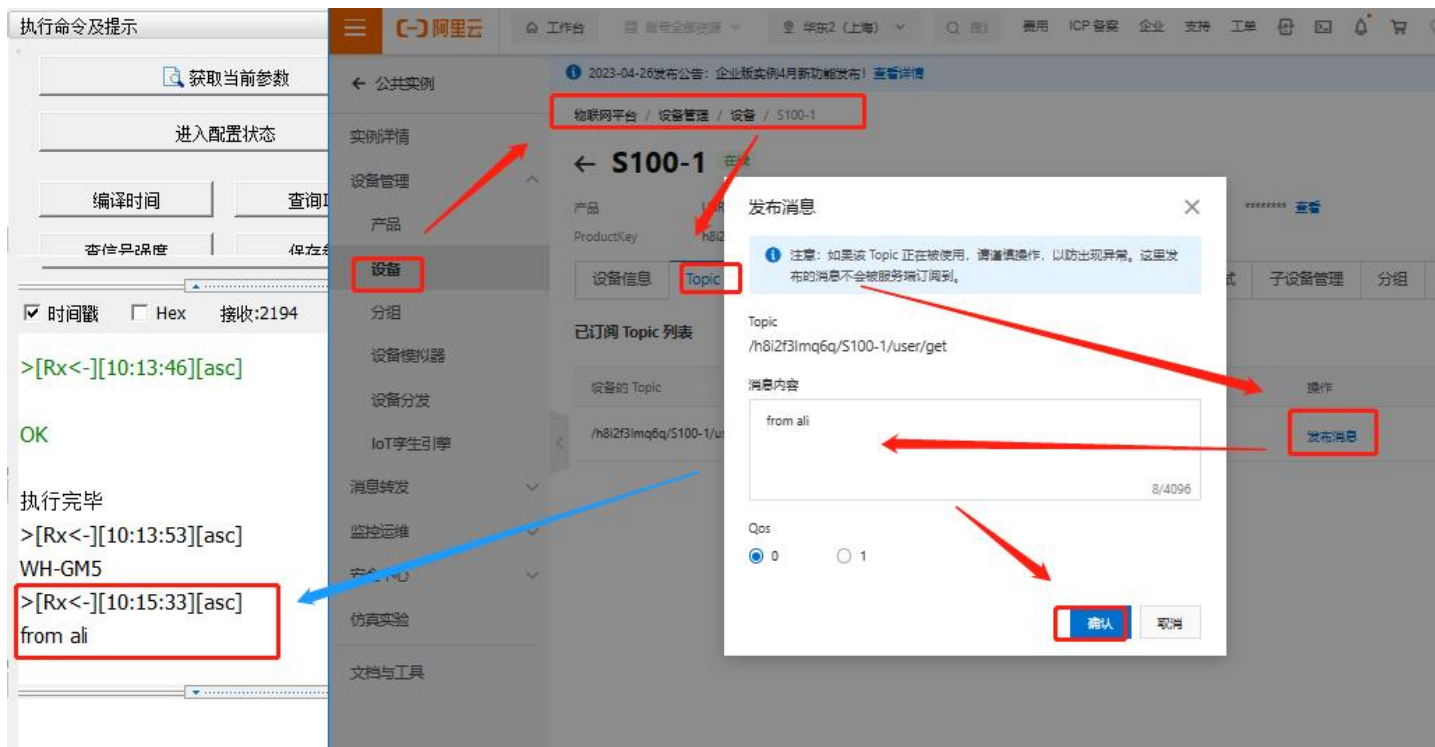 执行命令及提示
获取当前参数
进入配置状态
编译时间
查询I
查信号强度
保存参
时间戳
Hex
接收:2194
>[Rx<-][10:13:46][asc]
OK
执行完毕
>[Rx<-][10:13:53][asc]
WH-GM5
>[Rx<-][10:15:33][asc]
from ali
阿里云
工作台
账号全部资源
华东2（上海）
费用
ICP 备案
企业
支持
工单
公共实例
实例详情
设备管理
产品
设备
分组
设备模拟器
设备分发
IoT孪生引擎
消息转发
监控运维
安全中心
仿真实验
文档与工具
2023-04-26发布公告：企业版实例4月新功能发布！查看详情
物联网平台 / 设备管理 / 设备 / S100-1
S100-1
在线
产品
ProductKey
******** 查看
设备信息
Topic
子设备管理
分组
已订阅 Topic 列表
设备的 Topic
操作
/h8i2f3lmq6q/S100-1/us
发布消息
发布消息
注意：如果该 Topic 正在被使用，请谨慎操作，以防出现异常。这里发
布的消息不会被服务端订阅到。
Topic
/h8i2f3lmq6q/S100-1/user/get
消息内容
from ali
8/4096
Qos
0
1
确认
取消